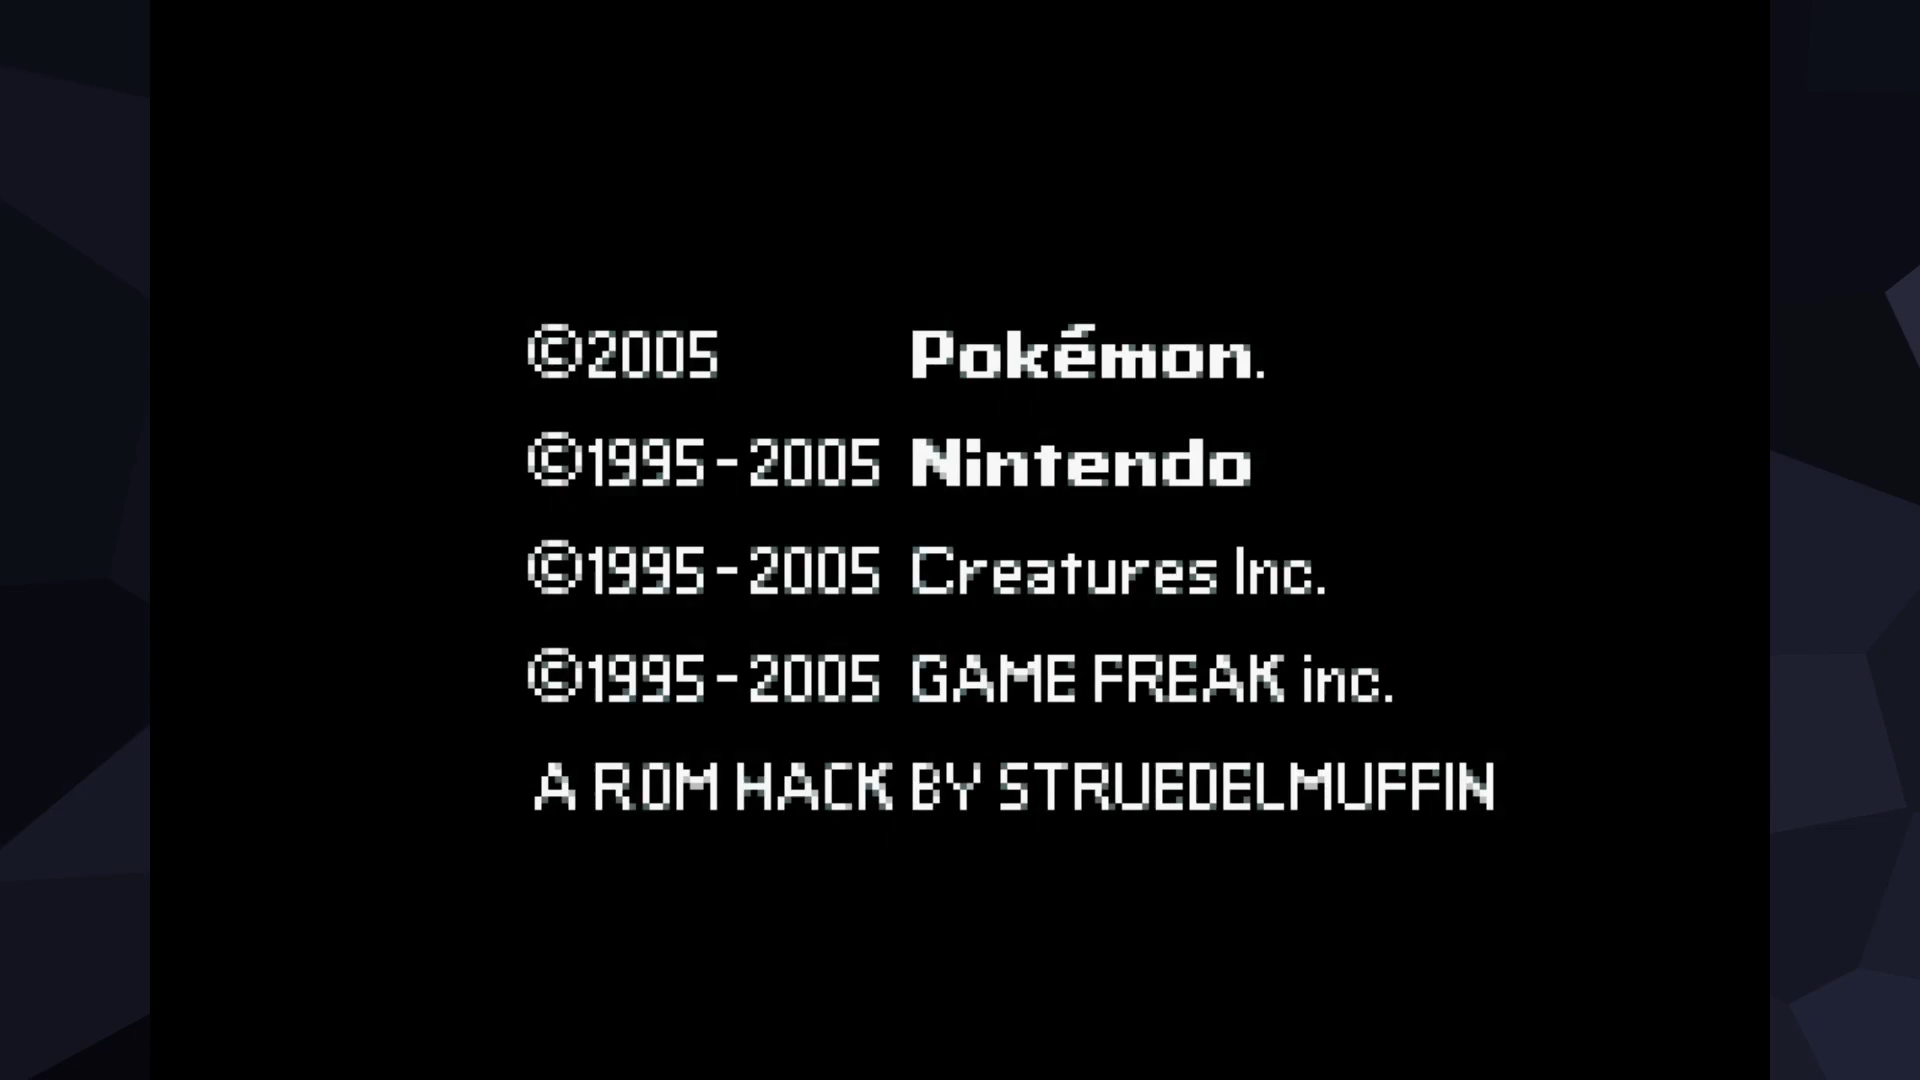 ©2005 Pokémon.
©1995-2005 Nintendo
©1995-2005 Creatures Inc.
©1995-2005 GAME FREAK inc.
A ROM HACK BY STRUEDELMUFFIN